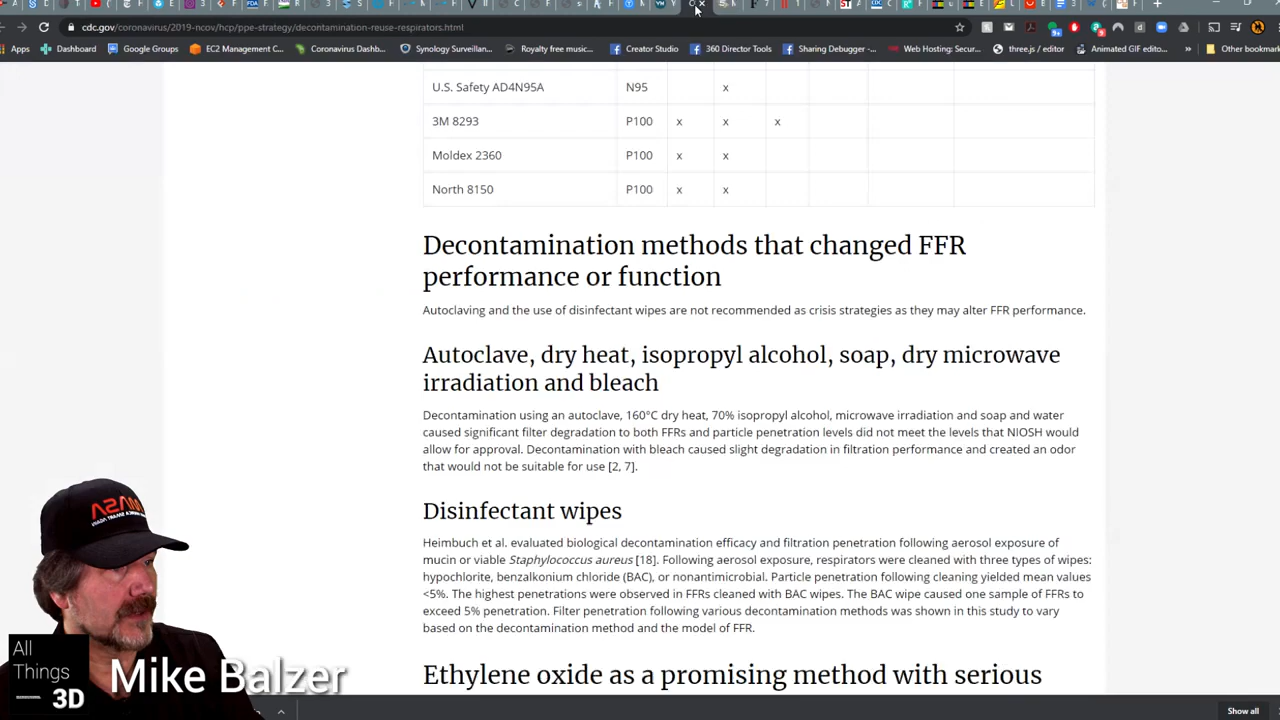 cdc.gov/coronavirus/2019-ncov/hcp/ppe-strategy/decontamination-reuse-respirators.html
Dashboard
Google Groups
EC2 Management C...
Coronavirus Dashbo...
Synology Surveillan...
Royalty free music...
Creator Studio
360 Director Tools
Sharing Debugger -...
Web Hosting: Secur...
three.js / editor
Animated GIF edito...
»
Other bookmar
U.S. Safety AD4N95A N95 x
3M 8293 P100 x x x
Moldex 2360 P100 x x
North 8150 P100 x x
Decontamination methods that changed FFR
performance or function
Autoclaving and the use of disinfectant wipes are not recommended as crisis strategies as they may alter FFR performance.
Autoclave, dry heat, isopropyl alcohol, soap, dry microwave
irradiation and bleach
Decontamination using an autoclave, 160°C dry heat, 70% isopropyl alcohol, microwave irradiation and soap and water
caused significant filter degradation to both FFRs and particle penetration levels did not meet the levels that NIOSH would
allow for approval. Decontamination with bleach caused slight degradation in filtration performance and created an odor
that would not be suitable for use [2, 7].
Disinfectant wipes
Heimbuch et al. evaluated biological decontamination efficacy and filtration penetration following aerosol exposure of
mucin or viable Staphylococcus aureus [18]. Following aerosol exposure, respirators were cleaned with three types of wipes:
hypochlorite, benzalkonium chloride (BAC), or nonantimicrobial. Particle penetration following cleaning yielded mean values
<5%. The highest penetrations were observed in FFRs cleaned with BAC wipes. The BAC wipe caused one sample of FFRs to
exceed 5% penetration. Filter penetration following various decontamination methods was shown in this study to vary
based on the decontamination method and the model of FFR.
Ethylene oxide as a promising method with serious
All
Things
3D
Mike Balzer
Show all